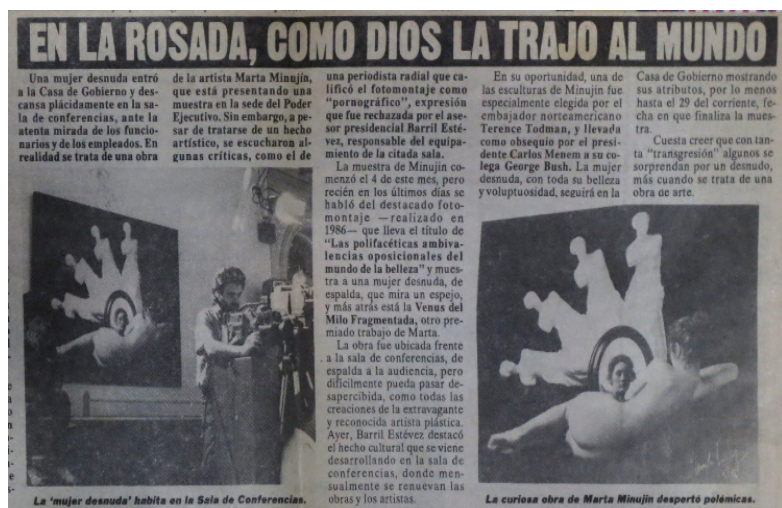 EN LA ROSADA, COMO DIOS LA TRAJO AL MUNDO
Una mujer desnuda entró
a la Casa de Gobierno y des-
cansa plácidamente en la sa-
la de conferencias, ante la
atenta mirada de los funcio-
narios y de los empleados. En
realidad se trata de una obra
de la artista Marta Minujín,
que está presentando una
muestra en la sede del Poder
Ejecutivo. Sin embargo, a pe-
sar de tratarse de un hecho
artístico, se escucharon al-
gunas críticas, como el de
una periodista radial que ca-
lificó el fotomontaje como
"pornográfico", expresión
que fue rechazada por el ase-
sor presidencial Barril Esté-
vez, responsable del equipa-
miento de la citada sala.
La muestra de Minujín co-
menzó el 4 de este mes, pero
recién en los últimos días se
habló del destacado foto-
montaje —realizado en
1986— que lleva el título de
"Las polifacéticas ambiva-
lencias oposicionales del
mundo de la belleza" y mues-
tra a una mujer desnuda, de
espalda, que mira un espejo,
y más atrás está la Venus del
Milo Fragmentada, otro pre-
miado trabajo de Marta.
La obra fue ubicada frente
a la sala de conferencias, de
espalda a la audiencia, pero
difícilmente pueda pasar de-
sapercibida, como todas las
creaciones de la extravagante
y reconocida artista plástica.
Ayer, Barril Estévez destacó
el hecho cultural que se viene
desarrollando en la sala de
conferencias, donde men-
sualmente se renuevan las
obras y los artistas.
En su oportunidad, una de
las esculturas de Minujín fue
especialmente elegida por el
embajador norteamericano
Terence Todman, y llevada
como obsequio por el presi-
dente Carlos Menem a su co-
lega George Bush. La mujer
desnuda, con toda su belleza
y voluptuosidad, seguirá en la
Casa de Gobierno mostrando
sus atributos, por lo menos
hasta el 29 del corriente, fe-
cha en que finaliza la mues-
tra.
Cuesta creer que con tan-
ta "transgresión" algunos se
sorprendan por un desnudo,
más cuando se trata de una
obra de arte.
La 'mujer desnuda' habita en la Sala de Conferencias.
La curiosa obra de Marta Minujín despertó polémicas.